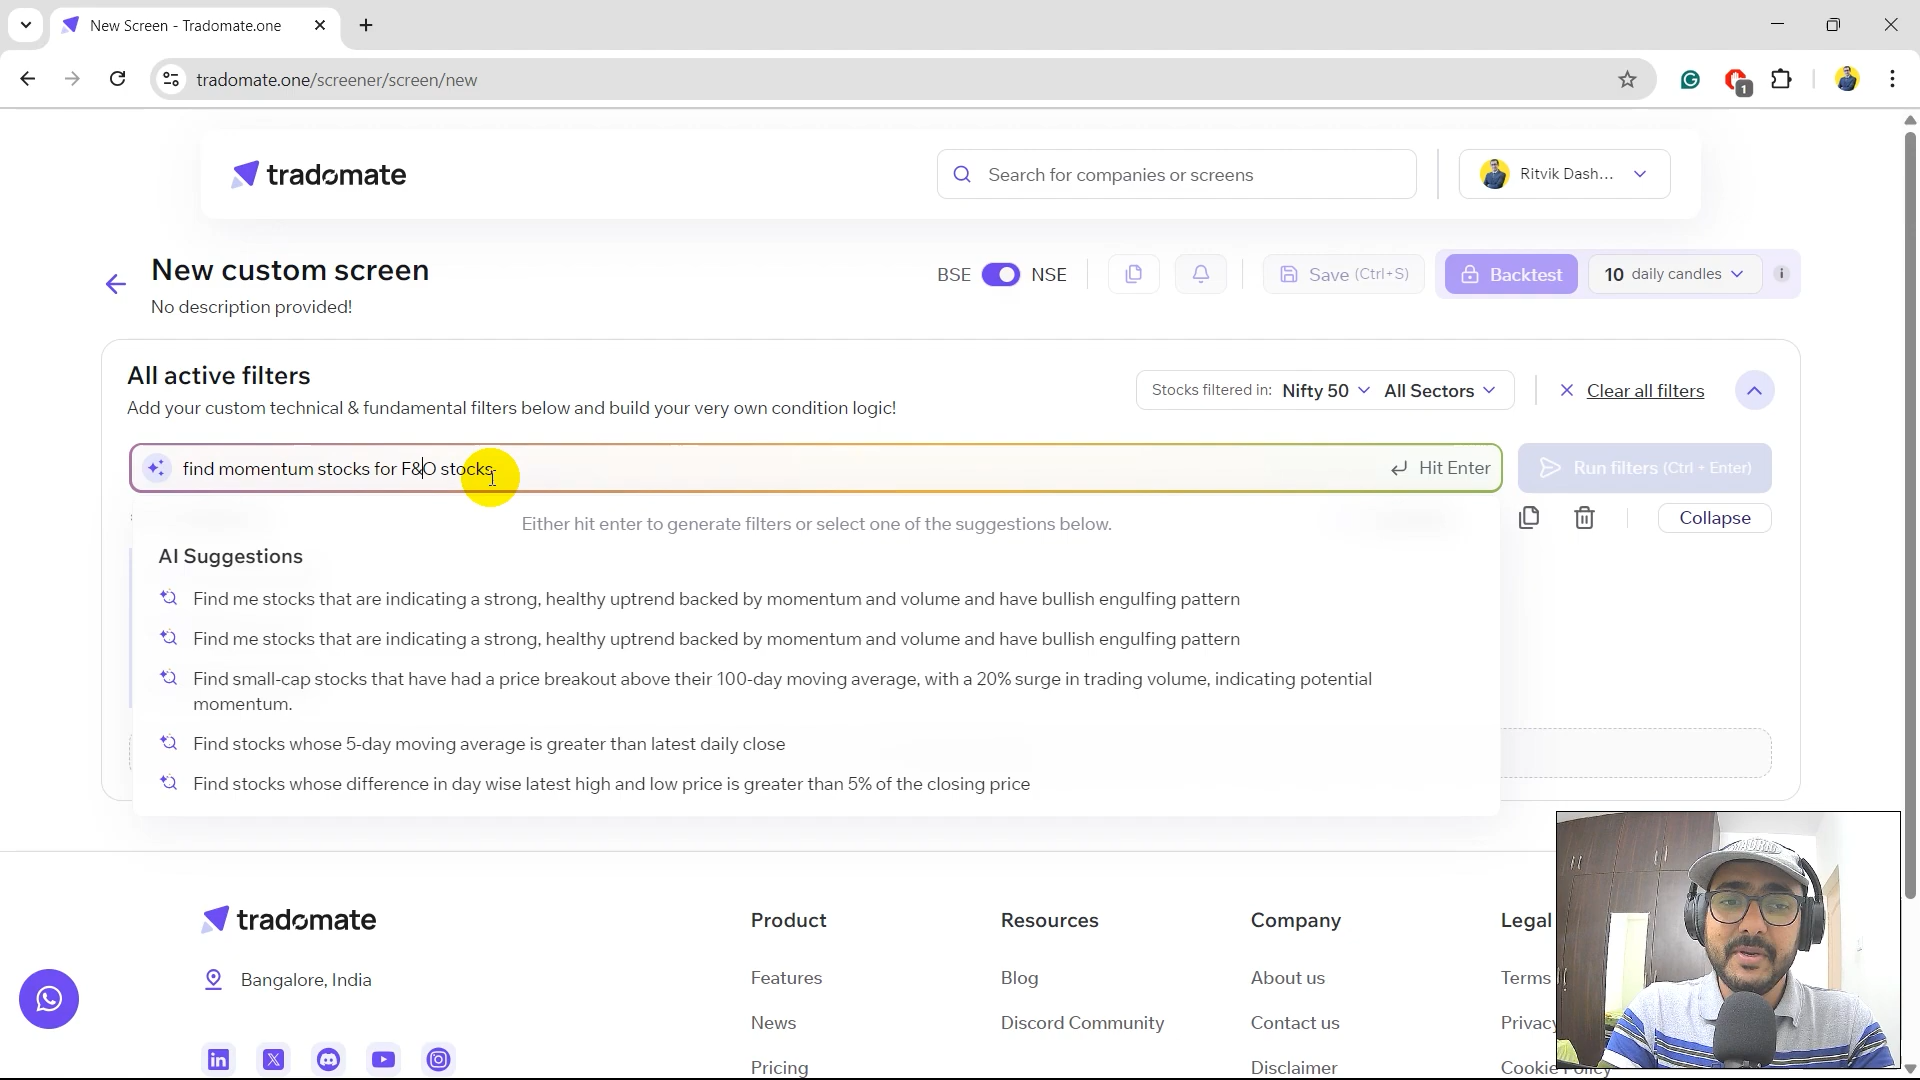 New Screen - Tradomate.one
tradomate.one/screener/screen/new
1
tradomate
Search for companies or screens
Ritvik Dash...
New custom screen
No description provided!
BSE NSE
Save (Ctrl+S)
Backtest
10 daily candles
i
All active filters
Add your custom technical & fundamental filters below and build your very own condition logic!
Stocks filtered in: Nifty 50 All Sectors
Clear all filters
find momentum stocks for F&O stocks
Hit Enter
Run filters (Ctrl + Enter)
Either hit enter to generate filters or select one of the suggestions below.
Collapse
AI Suggestions
Find me stocks that are indicating a strong, healthy uptrend backed by momentum and volume and have bullish engulfing pattern
Find me stocks that are indicating a strong, healthy uptrend backed by momentum and volume and have bullish engulfing pattern
Find small-cap stocks that have had a price breakout above their 100-day moving average, with a 20% surge in trading volume, indicating potential
momentum.
Find stocks whose 5-day moving average is greater than latest daily close
Find stocks whose difference in day wise latest high and low price is greater than 5% of the closing price
tradomate
Bangalore, India
Product
Features
News
Pricing
Resources
Blog
Discord Community
Company
About us
Contact us
Disclaimer
Legal
Terms
Privacy
Cookie Policy